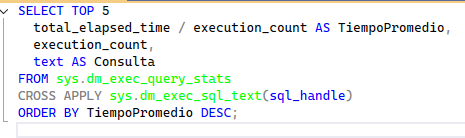 SELECT TOP 5
total_elapsed_time / execution_count AS TiempoPromedio,
execution_count,
text AS Consulta
FROM sys.dm_exec_query_stats
CROSS APPLY sys.dm_exec_sql_text(sql_handle)
ORDER BY TiempoPromedio DESC;